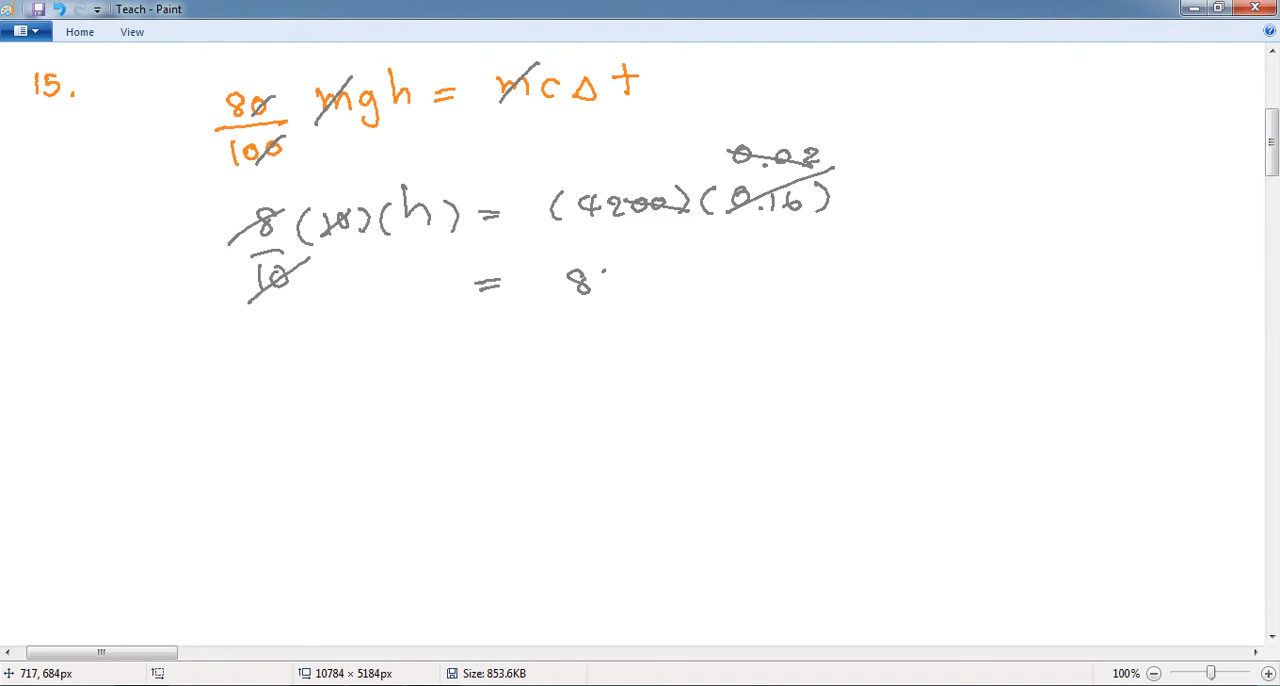 Teach - Paint
Home View
15.
80/100 mgh = mcΔt
0.02
8/10 (10)(h) = (4200)(0.16)
= 8
717, 684px
10784 × 5184px
Size: 853.6KB
100%